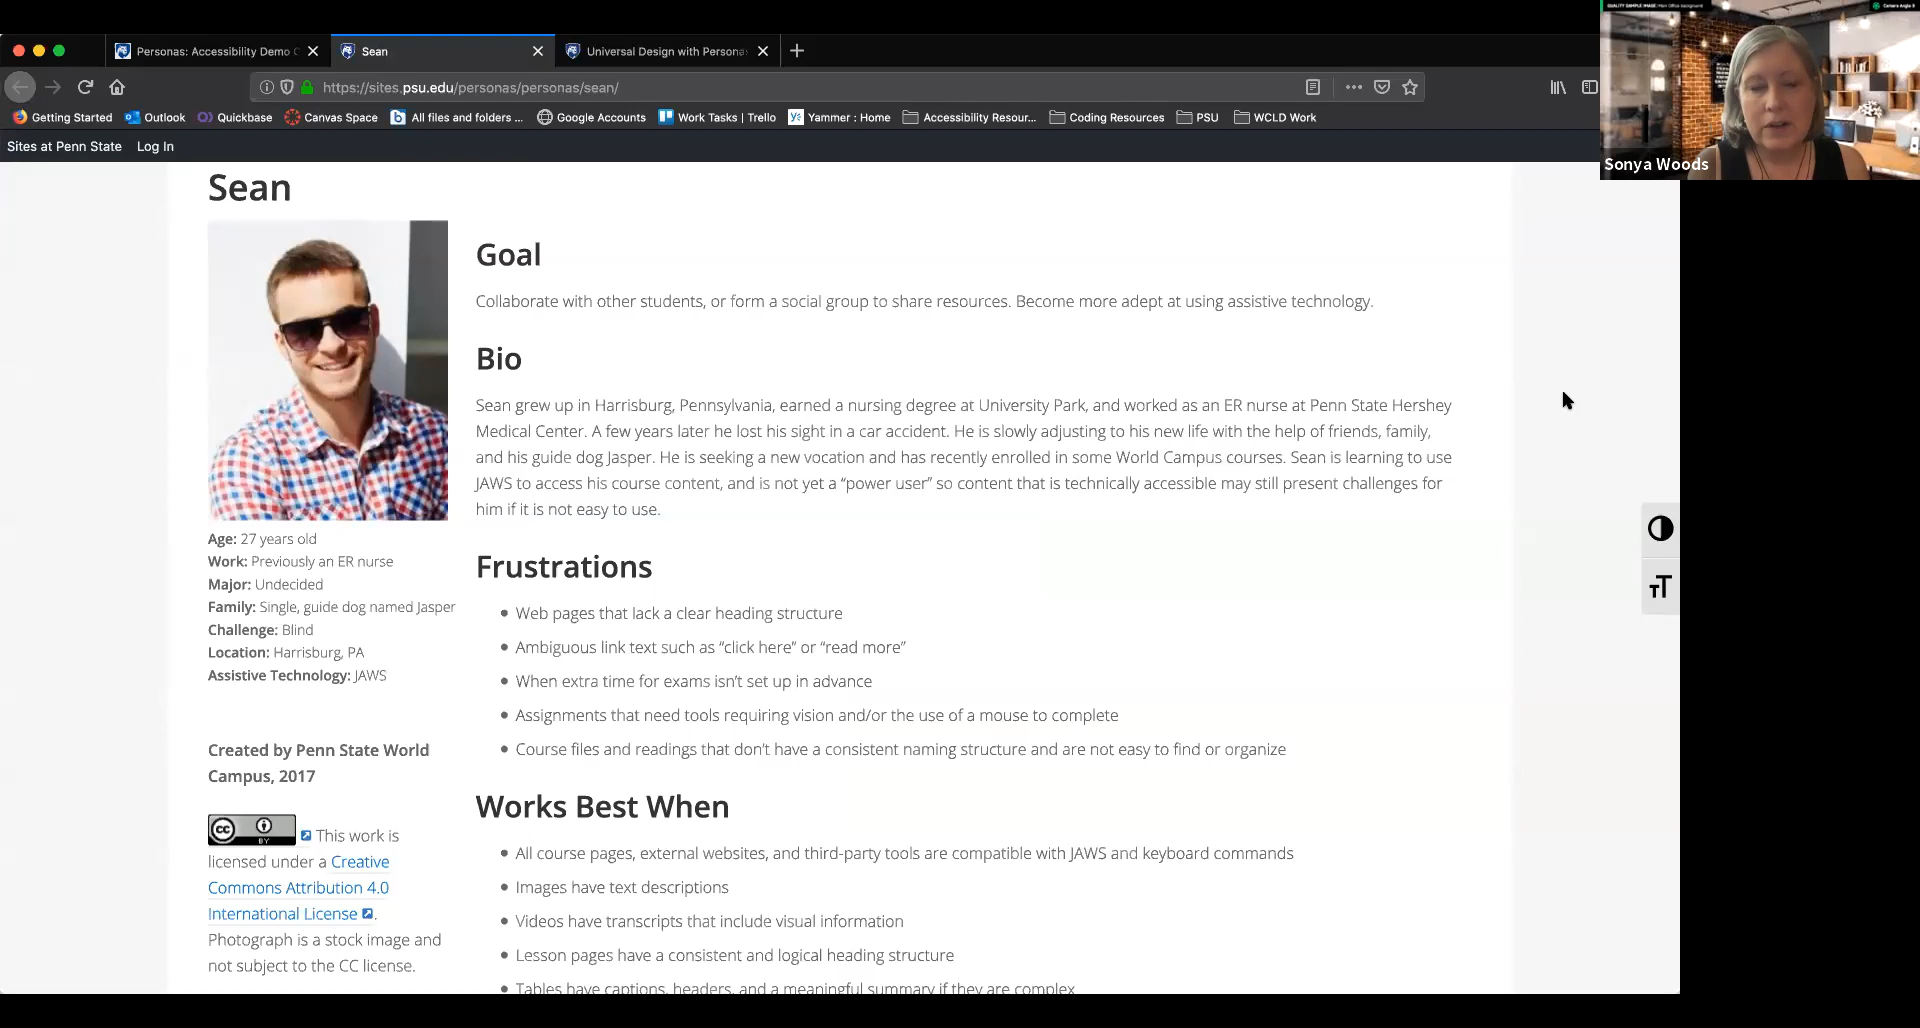 Personas: Accessibility Demo C
Sean
Universal Design with Persona
https://sites.psu.edu/personas/personas/sean/
Getting Started
Outlook
Quickbase
Canvas Space
All files and folders ...
Google Accounts
Work Tasks | Trello
Yammer : Home
Accessibility Resour...
Coding Resources
PSU
WCLD Work
Sites at Penn State
Log In
Sonya Woods
Sean
Age: 27 years old
Work: Previously an ER nurse
Major: Undecided
Family: Single, guide dog named Jasper
Challenge: Blind
Location: Harrisburg, PA
Assistive Technology: JAWS
Created by Penn State World
Campus, 2017
CC BY This work is
licensed under a Creative
Commons Attribution 4.0
International License.
Photograph is a stock image and
not subject to the CC license.
Goal
Collaborate with other students, or form a social group to share resources. Become more adept at using assistive technology.
Bio
Sean grew up in Harrisburg, Pennsylvania, earned a nursing degree at University Park, and worked as an ER nurse at Penn State Hershey
Medical Center. A few years later he lost his sight in a car accident. He is slowly adjusting to his new life with the help of friends, family,
and his guide dog Jasper. He is seeking a new vocation and has recently enrolled in some World Campus courses. Sean is learning to use
JAWS to access his course content, and is not yet a “power user” so content that is technically accessible may still present challenges for
him if it is not easy to use.
Frustrations
• Web pages that lack a clear heading structure
• Ambiguous link text such as “click here” or “read more”
• When extra time for exams isn’t set up in advance
• Assignments that need tools requiring vision and/or the use of a mouse to complete
• Course files and readings that don’t have a consistent naming structure and are not easy to find or organize
Works Best When
• All course pages, external websites, and third-party tools are compatible with JAWS and keyboard commands
• Images have text descriptions
• Videos have transcripts that include visual information
• Lesson pages have a consistent and logical heading structure
• Tables have captions, headers, and a meaningful summary if they are complex
TT